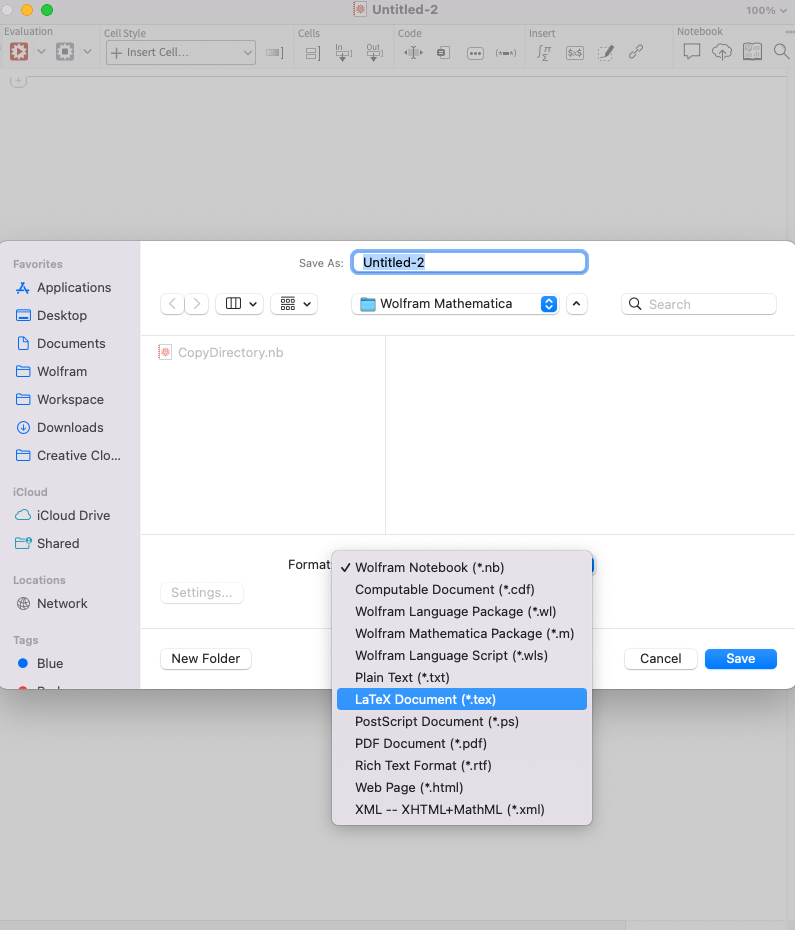 Untitled-2
100%
Evaluation
Cell Style
Cells
Code
Insert
Notebook
Insert Cell...
In
Out
$x$
Save As: Untitled-2
Favorites
Applications
Desktop
Documents
Wolfram
Workspace
Downloads
Creative Clo...
iCloud
iCloud Drive
Shared
Locations
Network
Tags
Blue
Wolfram Mathematica
Search
CopyDirectory.nb
Format
Settings...
Wolfram Notebook (*.nb)
Computable Document (*.cdf)
Wolfram Language Package (*.wl)
Wolfram Mathematica Package (*.m)
Wolfram Language Script (*.wls)
Plain Text (*.txt)
LaTeX Document (*.tex)
PostScript Document (*.ps)
PDF Document (*.pdf)
Rich Text Format (*.rtf)
Web Page (*.html)
XML -- XHTML+MathML (*.xml)
New Folder
Cancel
Save